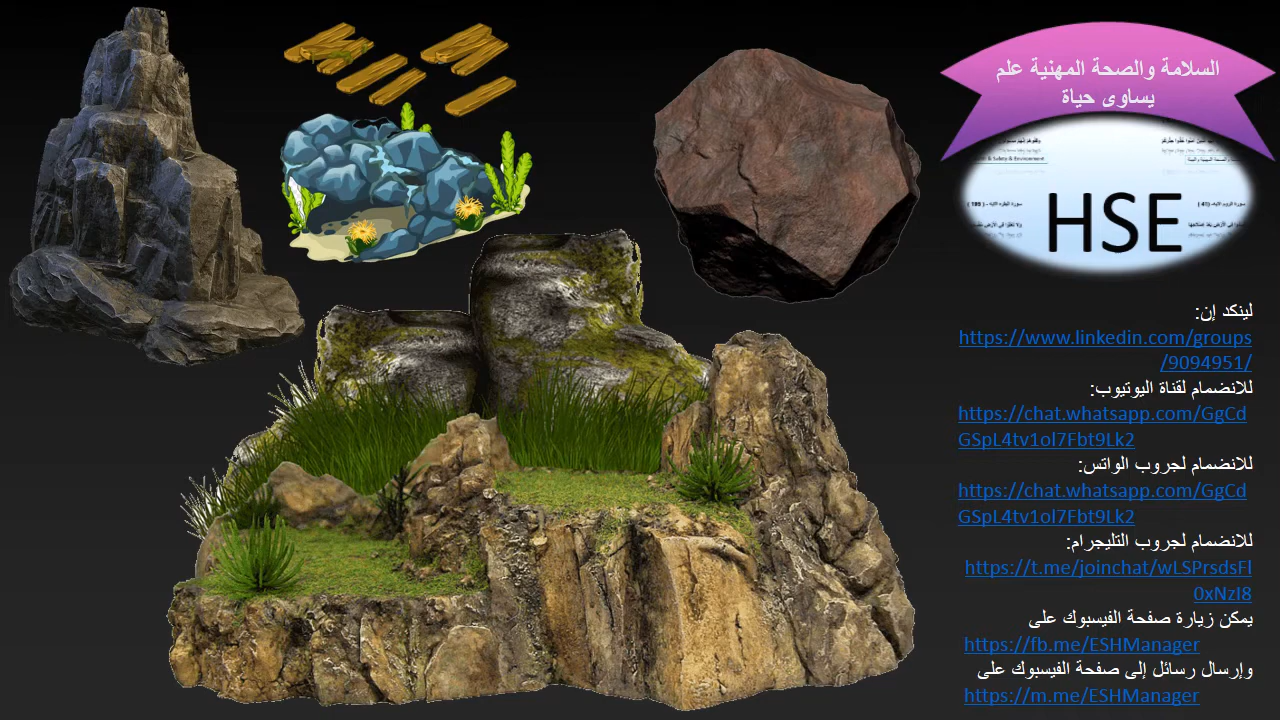 السلامة والصحة المهنية علم
يساوى حياة
HSE
لينكد إن:
https://www.linkedin.com/groups
/9094951/
للانضمام لقناة اليوتيوب:
https://chat.whatsapp.com/GgCd
GSpL4tv1ol7Fbt9Lk2
للانضمام لجروب الواتس:
https://chat.whatsapp.com/GgCd
GSpL4tv1ol7Fbt9Lk2
للانضمام لجروب التليجرام:
https://t.me/joinchat/wLSPrsdsFl
0xNzI8
يمكن زيارة صفحة الفيسبوك على
https://fb.me/ESHManager
وإرسال رسائل إلى صفحة الفيسبوك على
https://m.me/ESHManager